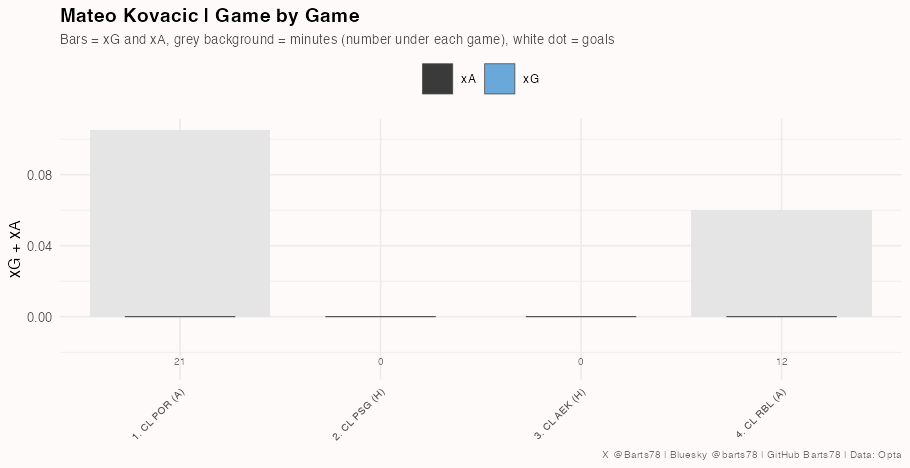 Mateo Kovacic | Game by Game
Bars = xG and xA, grey background = minutes (number under each game), white dot = goals
xA xG
xG + xA
0.08
0.04
0.00
21 0 0 12
1. CL POR (A) 2. CL PSG (H) 3. CL AEK (H) 4. CL RBL (A)
X @Barts78 | Bluesky @barts78 | GitHub Barts78 | Data: Opta